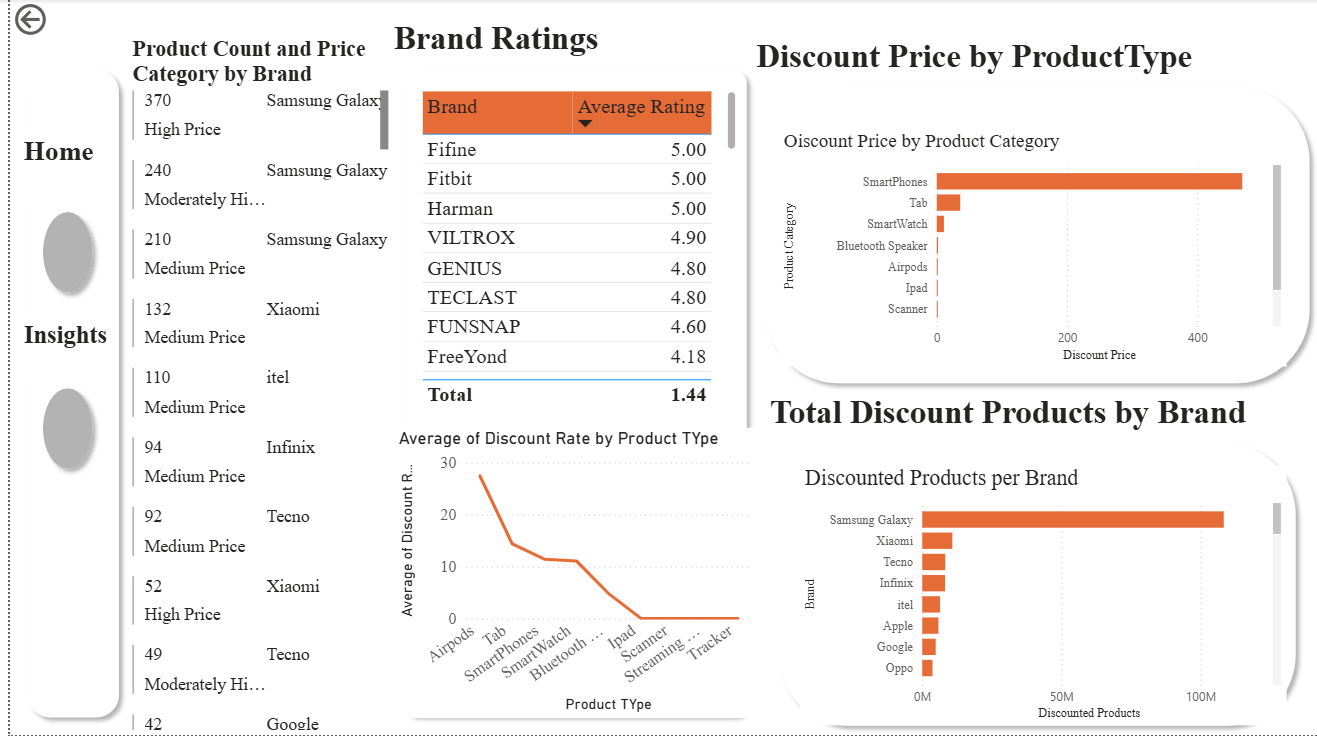 Product Count and Price
Category by Brand
370 Samsung Galaxy
High Price
240 Samsung Galaxy
Moderately Hi…
210 Samsung Galaxy
Medium Price
132 Xiaomi
Medium Price
110 itel
Medium Price
94 Infinix
Medium Price
92 Tecno
Medium Price
52 Xiaomi
High Price
49 Tecno
Moderately Hi…
42 Google
Home
Insights
Brand Ratings
Brand Average Rating
Fifine 5.00
Fitbit 5.00
Harman 5.00
VILTROX 4.90
GENIUS 4.80
TECLAST 4.80
FUNSNAP 4.60
FreeYond 4.18
Total 1.44
Average of Discount Rate by Product TYpe
Average of Discount R...
30
20
10
0
Airpods
Tab
SmartPhones
SmartWatch
Bluetooth …
Ipad
Scanner
Streaming …
Tracker
Product TYpe
Discount Price by ProductType
Oiscount Price by Product Category
Product Category
SmartPhones
Tab
SmartWatch
Bluetooth Speaker
Airpods
Ipad
Scanner
0 200 400
Discount Price
Total Discount Products by Brand
Discounted Products per Brand
Brand
Samsung Galaxy
Xiaomi
Tecno
Infinix
itel
Apple
Google
Oppo
0M 50M 100M
Discounted Products